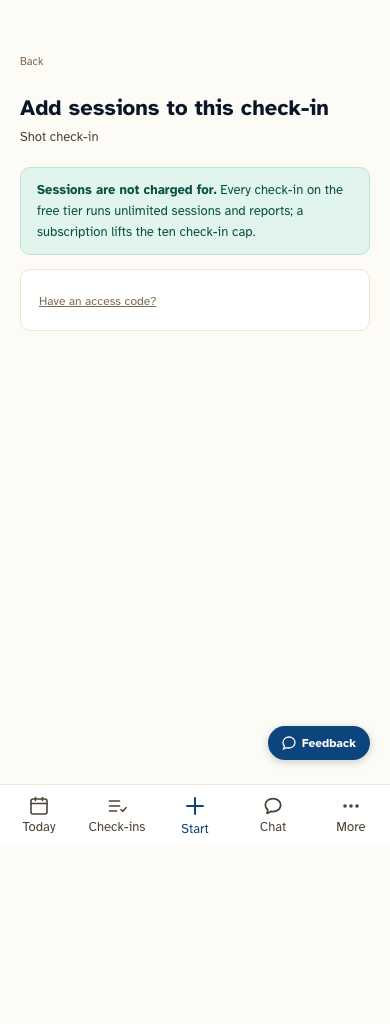 Back
Add sessions to this check-in
Shot check-in
Sessions are not charged for. Every check-in on the
free tier runs unlimited sessions and reports; a
subscription lifts the ten check-in cap.
Have an access code?
Feedback
Today
Check-ins
Start
Chat
More